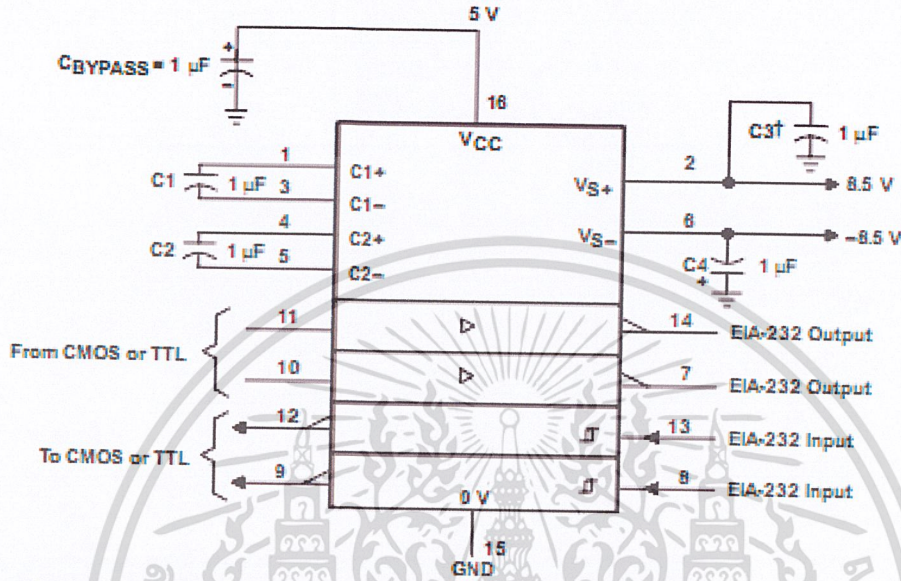 5 V
CBYPASS = 1 µF
+
–
16
VCC
C3†
1 µF
1
C1+
2
C1
1 µF
VS+
8.5 V
3
C1–
4
C2+
6
VS–
–8.5 V
C2
1 µF
5
C2–
C4
1 µF
+
11
14
EIA-232 Output
From CMOS or TTL
10
7
EIA-232 Output
12
13
EIA-232 Input
To CMOS or TTL
9
8
EIA-232 Input
0 V
15
GND